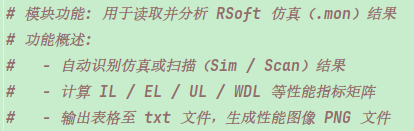 # 模块功能: 用于读取并分析 RSoft 仿真（.mon）结果
# 功能概述:
#   - 自动识别仿真或扫描（Sim / Scan）结果
#   - 计算 IL / EL / UL / WDL 等性能指标矩阵
#   - 输出表格至 txt 文件，生成性能图像 PNG 文件